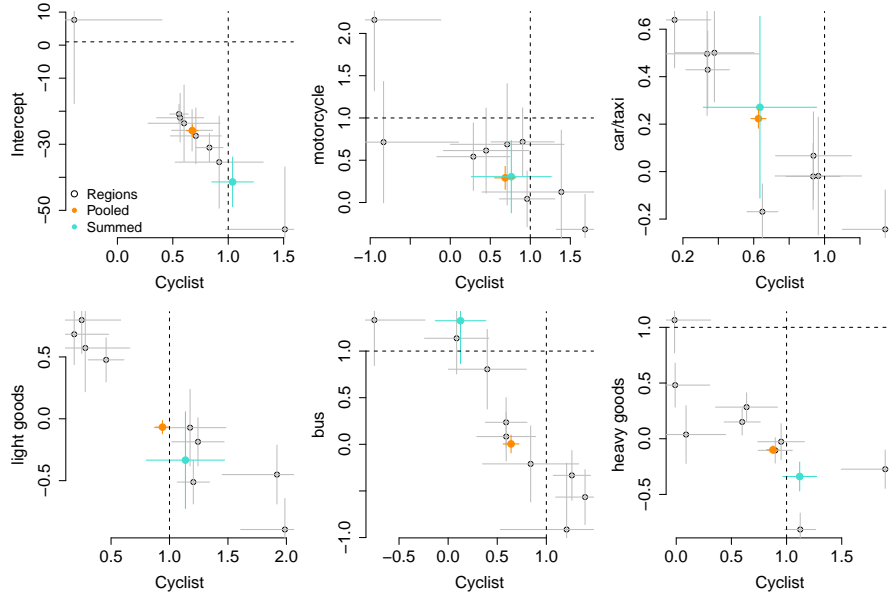 Intercept
10
0
−10
−30
−50
Regions
Pooled
Summed
0.0 0.5 1.0 1.5
Cyclist
motorcycle
2.0
1.5
1.0
0.5
0.0
−1.0 0.0 0.5 1.0 1.5
Cyclist
car/taxi
0.6
0.4
0.2
0.0
−0.2
0.2 0.6 1.0
Cyclist
light goods
0.5
0.0
−0.5
0.5 1.0 1.5 2.0
Cyclist
bus
1.0
0.5
0.0
−1.0
−0.5 0.0 0.5 1.0
Cyclist
heavy goods
1.0
0.5
0.0
−0.5
0.0 0.5 1.0 1.5
Cyclist